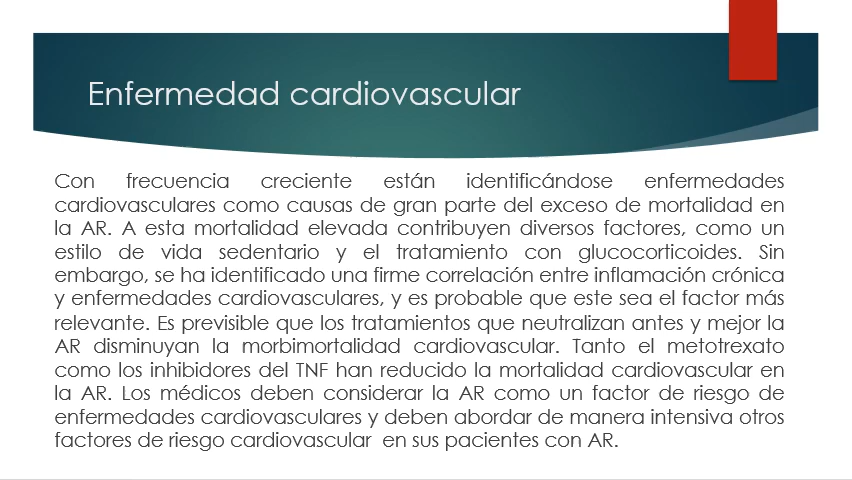 Enfermedad cardiovascular
Con frecuencia creciente están identificándose enfermedades
cardiovasculares como causas de gran parte del exceso de mortalidad en
la AR. A esta mortalidad elevada contribuyen diversos factores, como un
estilo de vida sedentario y el tratamiento con glucocorticoides. Sin
embargo, se ha identificado una firme correlación entre inflamación crónica
y enfermedades cardiovasculares, y es probable que este sea el factor más
relevante. Es previsible que los tratamientos que neutralizan antes y mejor la
AR disminuyan la morbimortalidad cardiovascular. Tanto el metotrexato
como los inhibidores del TNF han reducido la mortalidad cardiovascular en
la AR. Los médicos deben considerar la AR como un factor de riesgo de
enfermedades cardiovasculares y deben abordar de manera intensiva otros
factores de riesgo cardiovascular  en sus pacientes con AR.